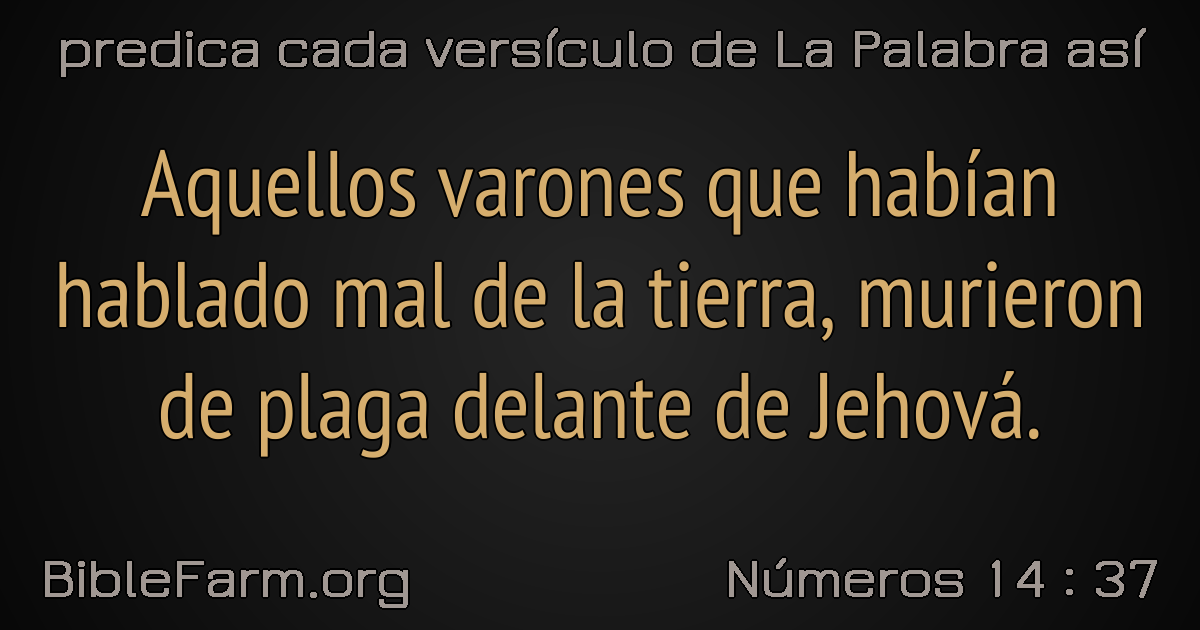 predica cada versículo de La Palabra así
Aquellos varones que habían
hablado mal de la tierra, murieron
de plaga delante de Jehová.
BibleFarm.org
Números 14 : 37